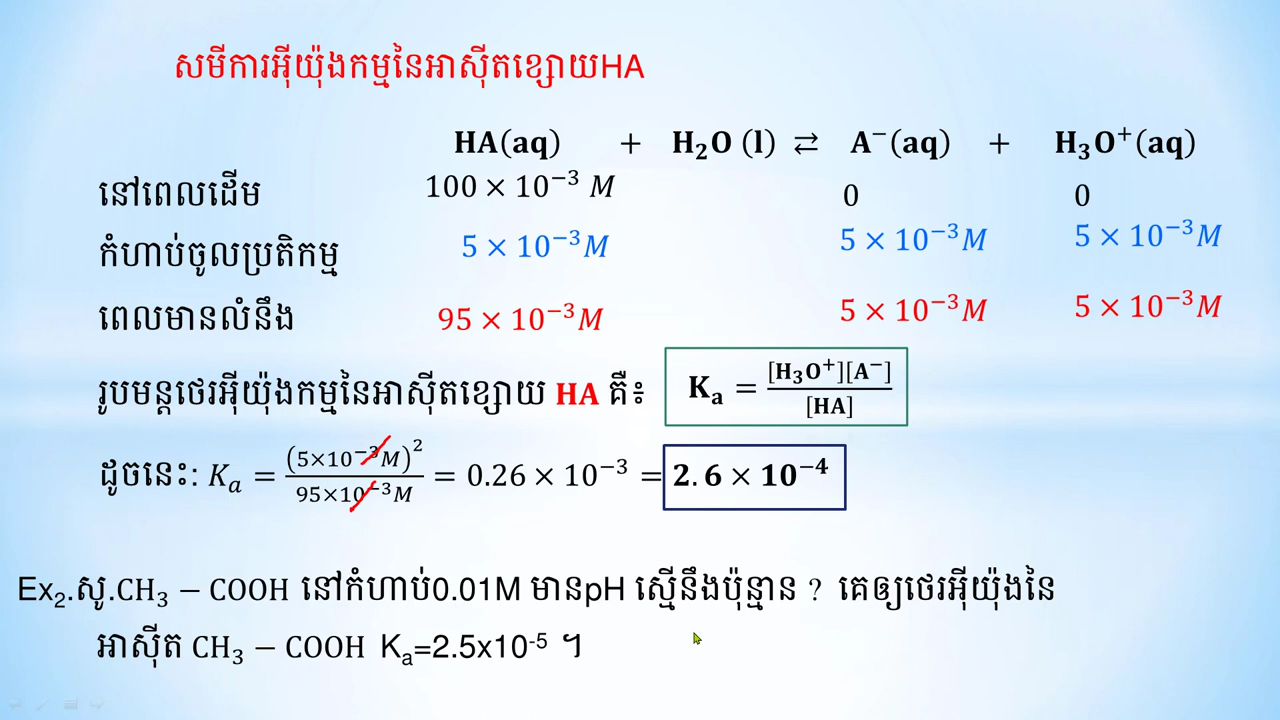 សមីការអ៊ីយ៉ុងកម្មនៃអាស៊ីតខ្សោយHA
HA(aq) + H₂O (l) ⇄ A⁻(aq) + H₃O⁺(aq)
នៅពេលដើម 100 × 10⁻³ M 0 0
កំហាប់ចូលប្រតិកម្ម 5 × 10⁻³M 5 × 10⁻³M 5 × 10⁻³M
ពេលមានលំនឹង 95 × 10⁻³M 5 × 10⁻³M 5 × 10⁻³M
រូបមន្តថេរអ៊ីយ៉ុងកម្មនៃអាស៊ីតខ្សោយ HA គឺ៖ Kₐ = [H₃O⁺][A⁻] / [HA]
ដូចនេះ: Kₐ = (5×10⁻³M)² / 95×10⁻³M = 0.26 × 10⁻³ = 2.6 × 10⁻⁴
Ex₂.សូ.CH₃ − COOH នៅកំហាប់0.01M មានpH ស្មើនឹងប៉ុន្មាន ? គេឲ្យថេរអ៊ីយ៉ុងនៃ
អាស៊ីត CH₃ − COOH Kₐ=2.5x10⁻⁵ ។